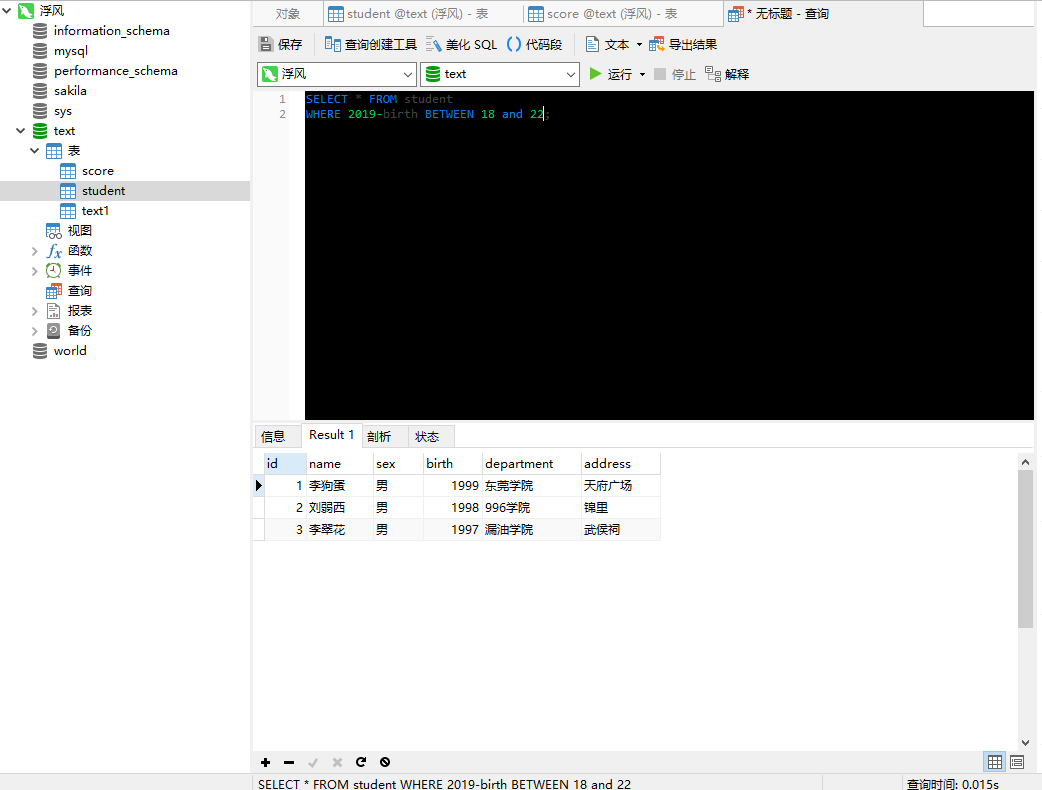 浮风
information_schema
mysql
performance_schema
sakila
sys
text
表
score
student
text1
视图
函数
事件
查询
报表
备份
world
对象 student @text (浮风) - 表 score @text (浮风) - 表 * 无标题 - 查询
保存 查询创建工具 美化 SQL () 代码段 文本 导出结果
浮风 text 运行 停止 解释
1 SELECT * FROM student
2 WHERE 2019-birth BETWEEN 18 and 22;
信息 Result 1 剖析 状态
id name sex birth department address
1 李狗蛋 男 1999 东莞学院 天府广场
2 刘弱西 男 1998 996学院 锦里
3 李翠花 男 1997 漏油学院 武侯祠
SELECT * FROM student WHERE 2019-birth BETWEEN 18 and 22 查询时间: 0.015s